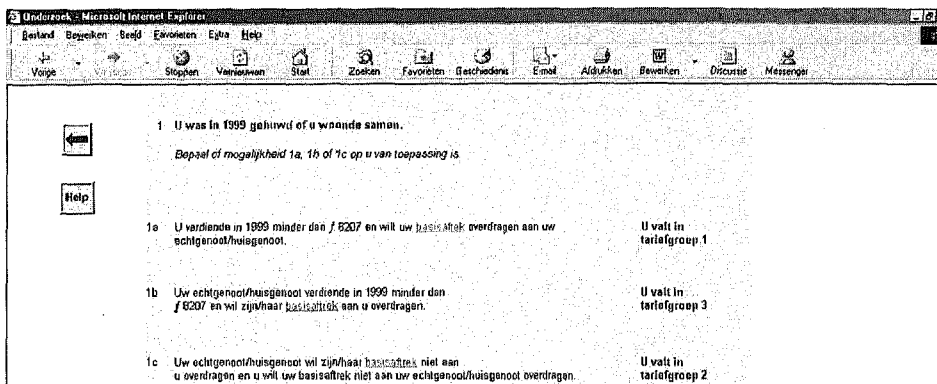 Onderzoek - Microsoft Internet Explorer
Bestand Bewerken Beeld Favorieten Extra Help
Vorige Stoppen Vernieuwen Start Zoeken Favorieten Geschiedenis E-mail Afdrukken Bewerken Discussie Messenger
1 U was in 1999 gehuwd of u woonde samen.
Bepaal of mogelijkheid 1a, 1b of 1c op u van toepassing is
Help
1a U verdiende in 1999 minder dan ƒ 8207 en wilt uw basisaftrek overdragen aan uw U valt in
echtgenoot/huisgenoot. tariefgroep 1
1b Uw echtgenoot/huisgenoot verdiende in 1999 minder dan U valt in
ƒ 8207 en wil zijn/haar basisaftrek aan u overdragen. tariefgroep 3
1c Uw echtgenoot/huisgenoot wil zijn/haar basisaftrek niet aan U valt in
u overdragen en u wilt uw basisaftrek niet aan uw echtgenoot/huisgenoot overdragen. tariefgroep 2